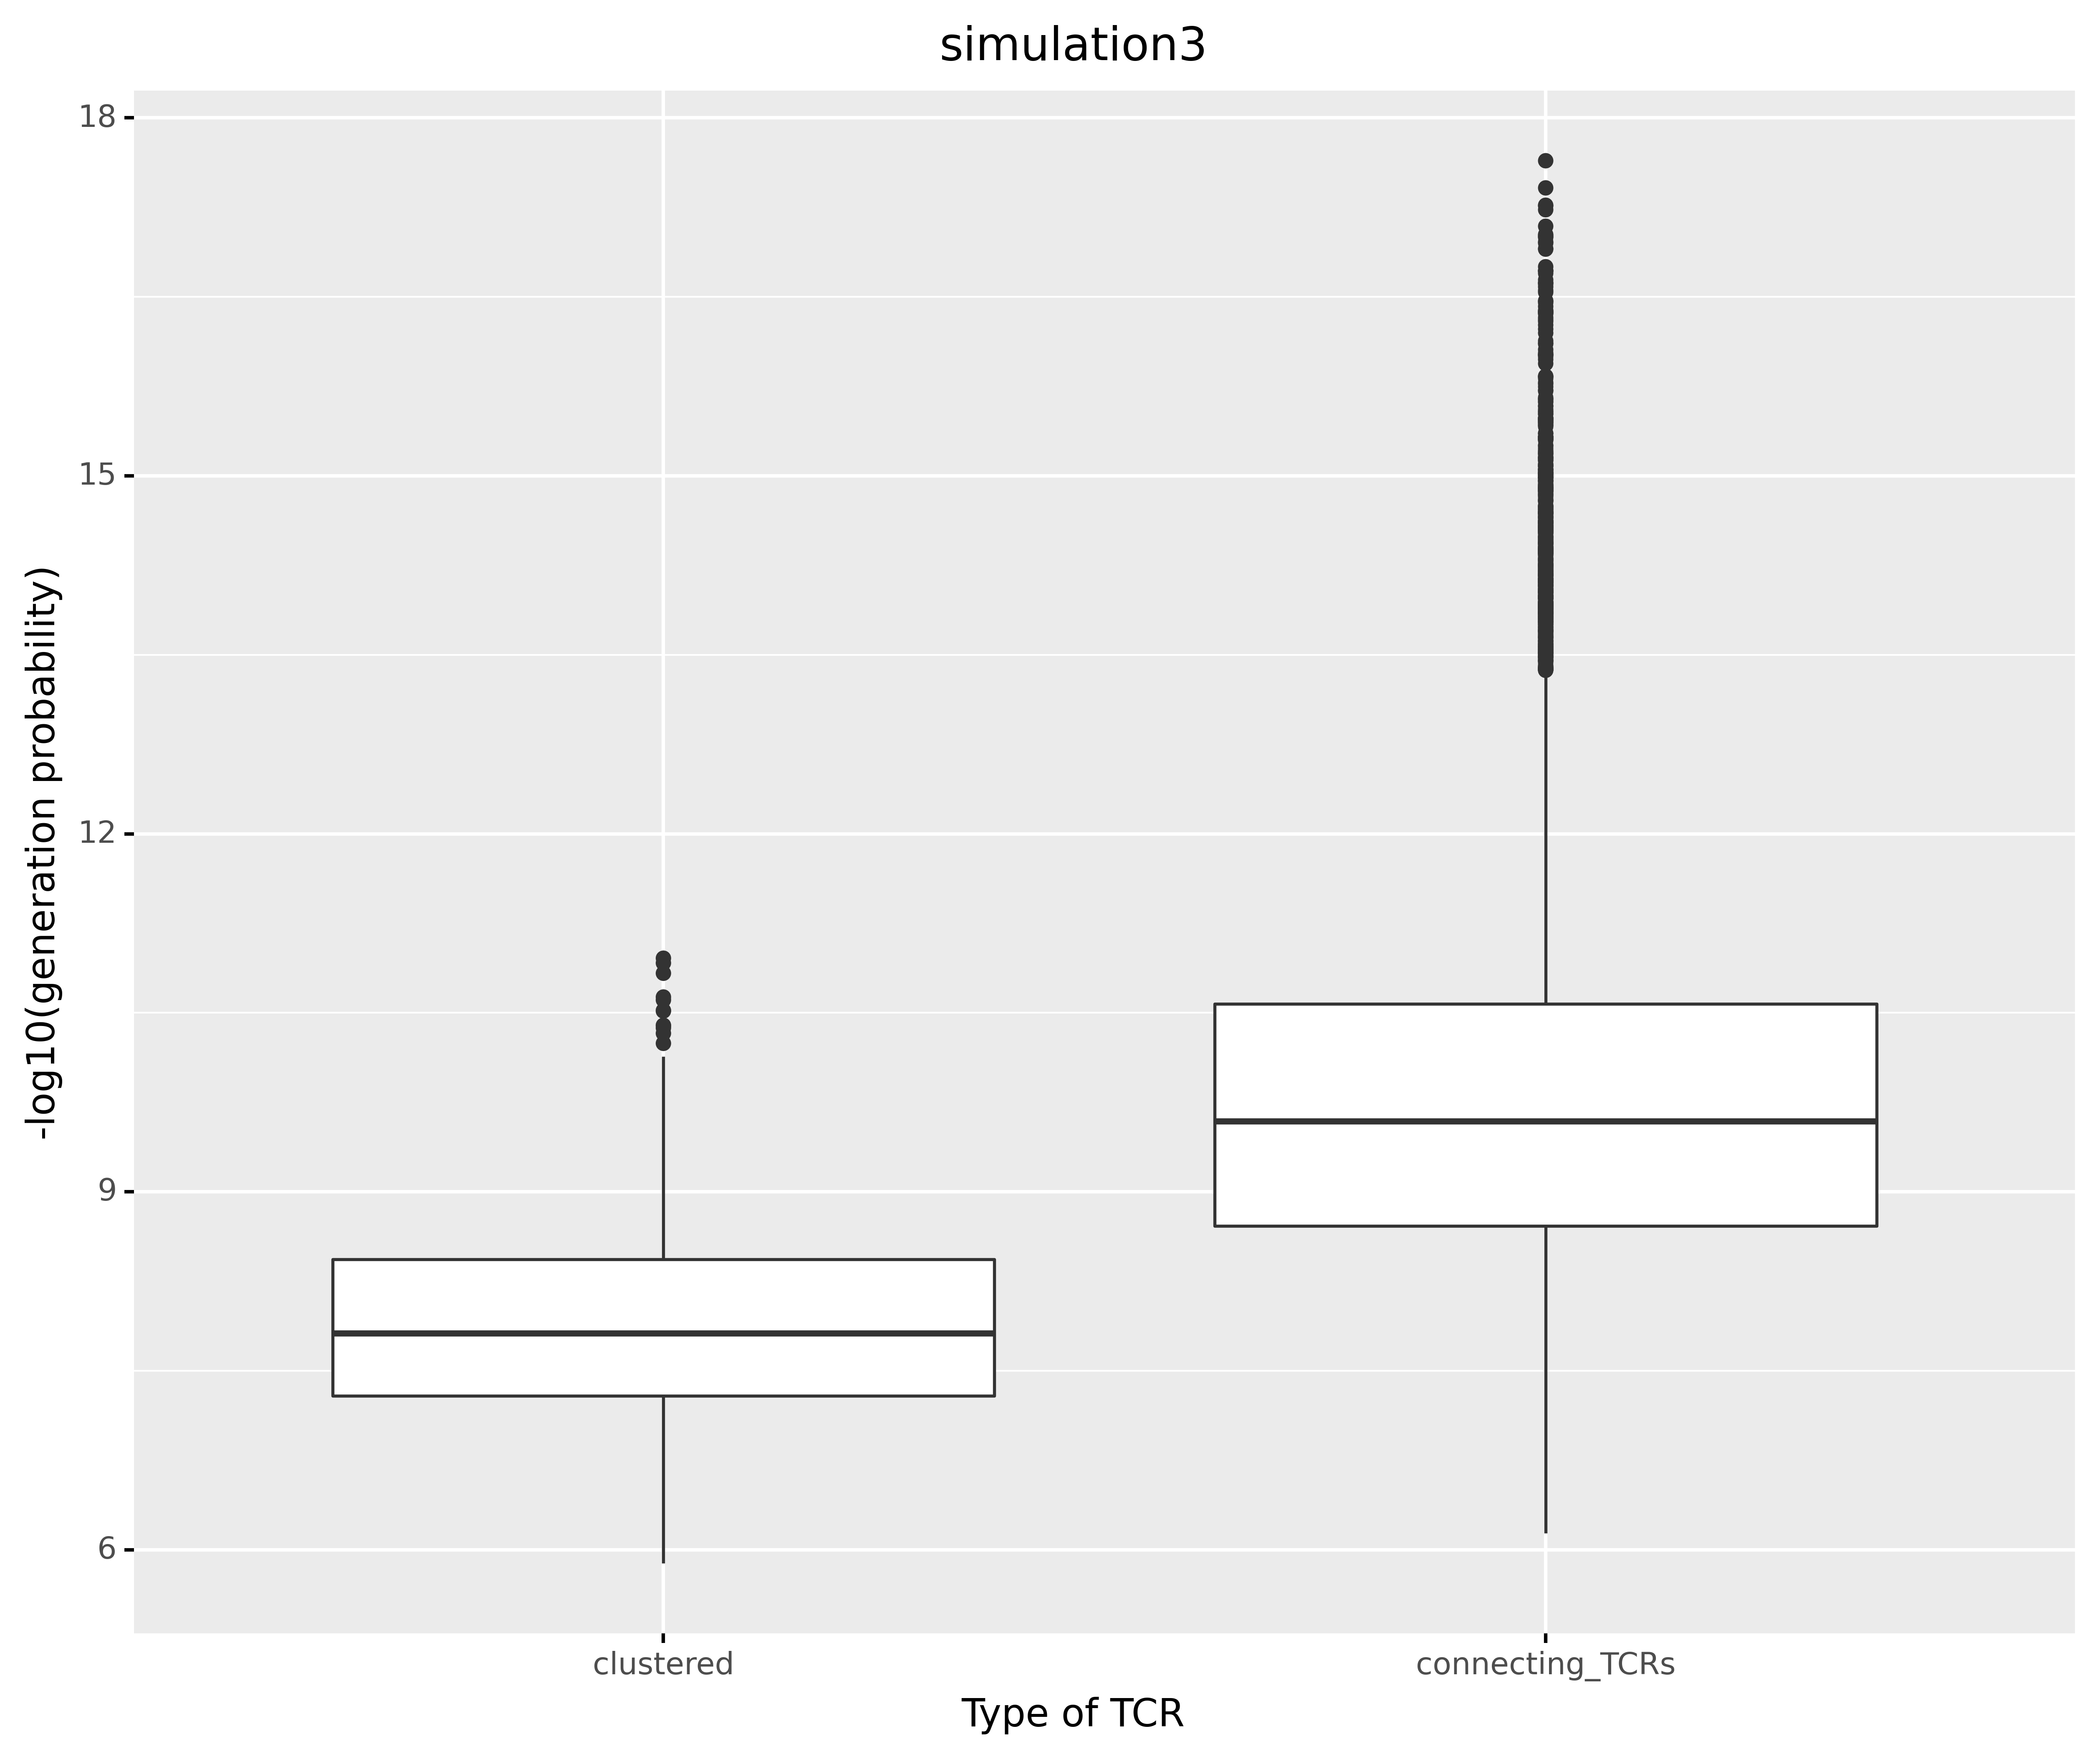 simulation3
18
15
12
9
6
-log10(generation probability)
clustered
connecting_TCRs
Type of TCR